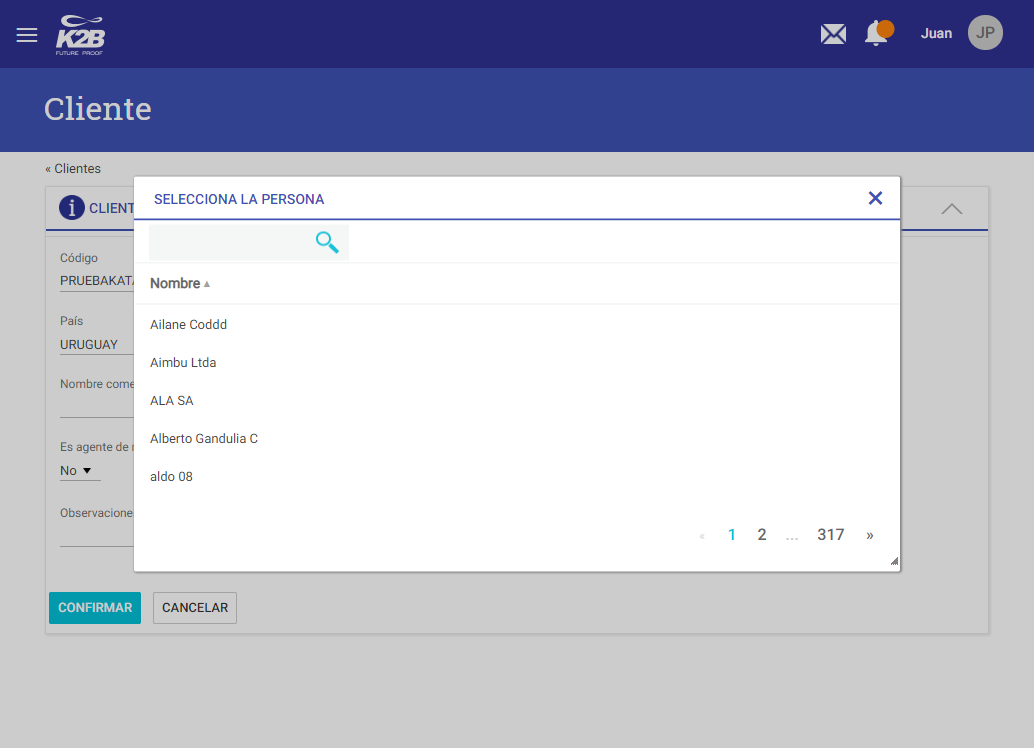 K2B
FUTURE PROOF
Juan
JP
Cliente
« Clientes
CLIENT
SELECCIONA LA PERSONA
Código
PRUEBAKATA
País
URUGUAY
Nombre come
Es agente de
No
Observacione
Nombre
Ailane Coddd
Aimbu Ltda
ALA SA
Alberto Gandulia C
aldo 08
« 1 2 ... 317 »
CONFIRMAR
CANCELAR